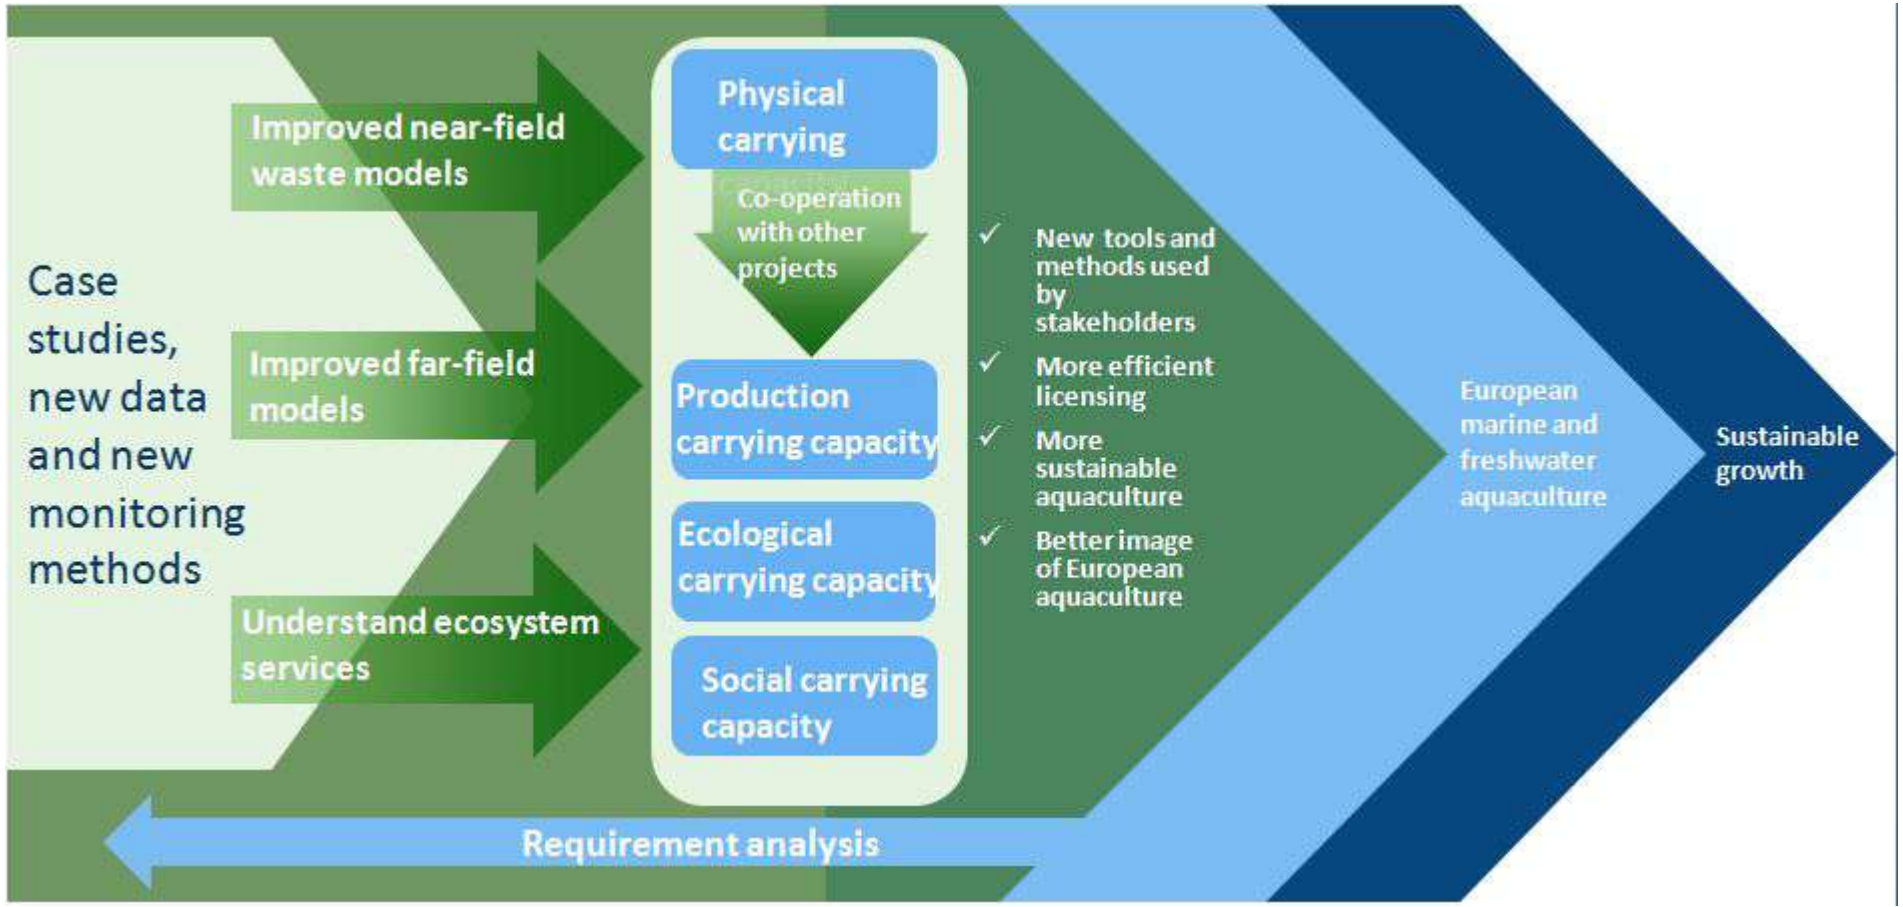 Case
studies,
new data
and new
monitoring
methods
Improved near-field
waste models
Improved far-field
models
Understand ecosystem
services
Physical
carrying
capacity
Co-operation
with other
projects
Production
carrying capacity
Ecological
carrying capacity
Social carrying
capacity
✓ New tools and
methods used
by
stakeholders
✓ More efficient
licensing
✓ More
sustainable
aquaculture
✓ Better image
of European
aquaculture
European
marine and
freshwater
aquaculture
Sustainable
growth
Requirement analysis